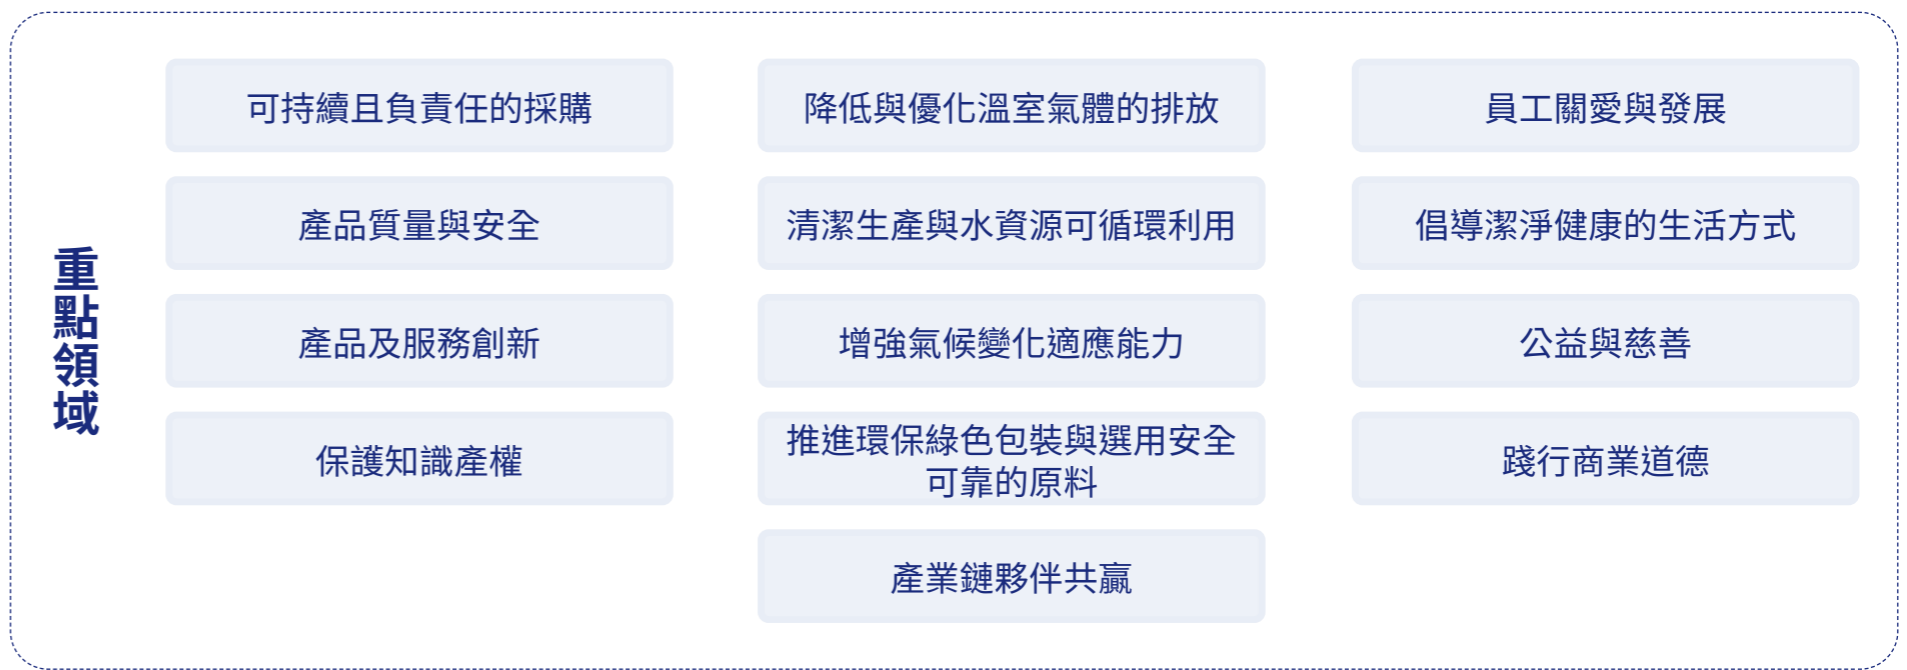 重點領域
可持續且負責任的採購
產品質量與安全
產品及服務創新
保護知識產權
降低與優化溫室氣體的排放
清潔生產與水資源可循環利用
增強氣候變化適應能力
推進環保綠色包裝與選用安全
可靠的原料
產業鏈夥伴共贏
員工關愛與發展
倡導潔淨健康的生活方式
公益與慈善
踐行商業道德